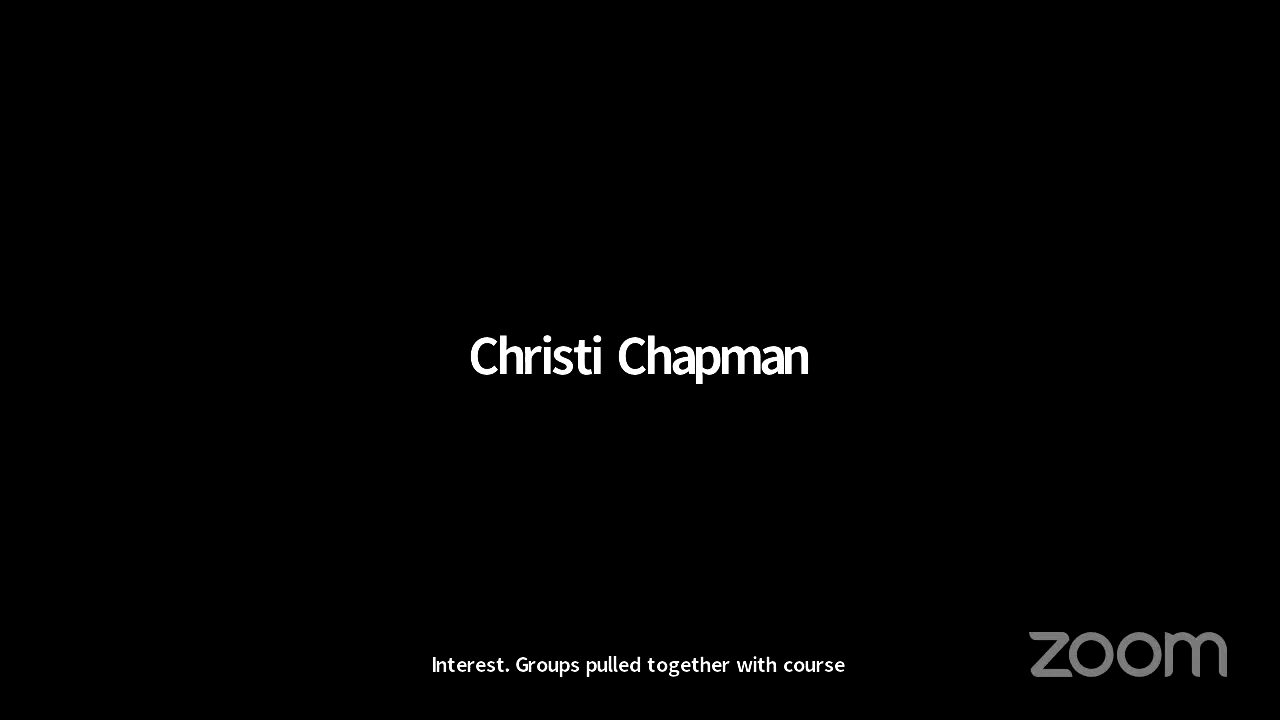 Christi Chapman
Interest. Groups pulled together with course
zoom